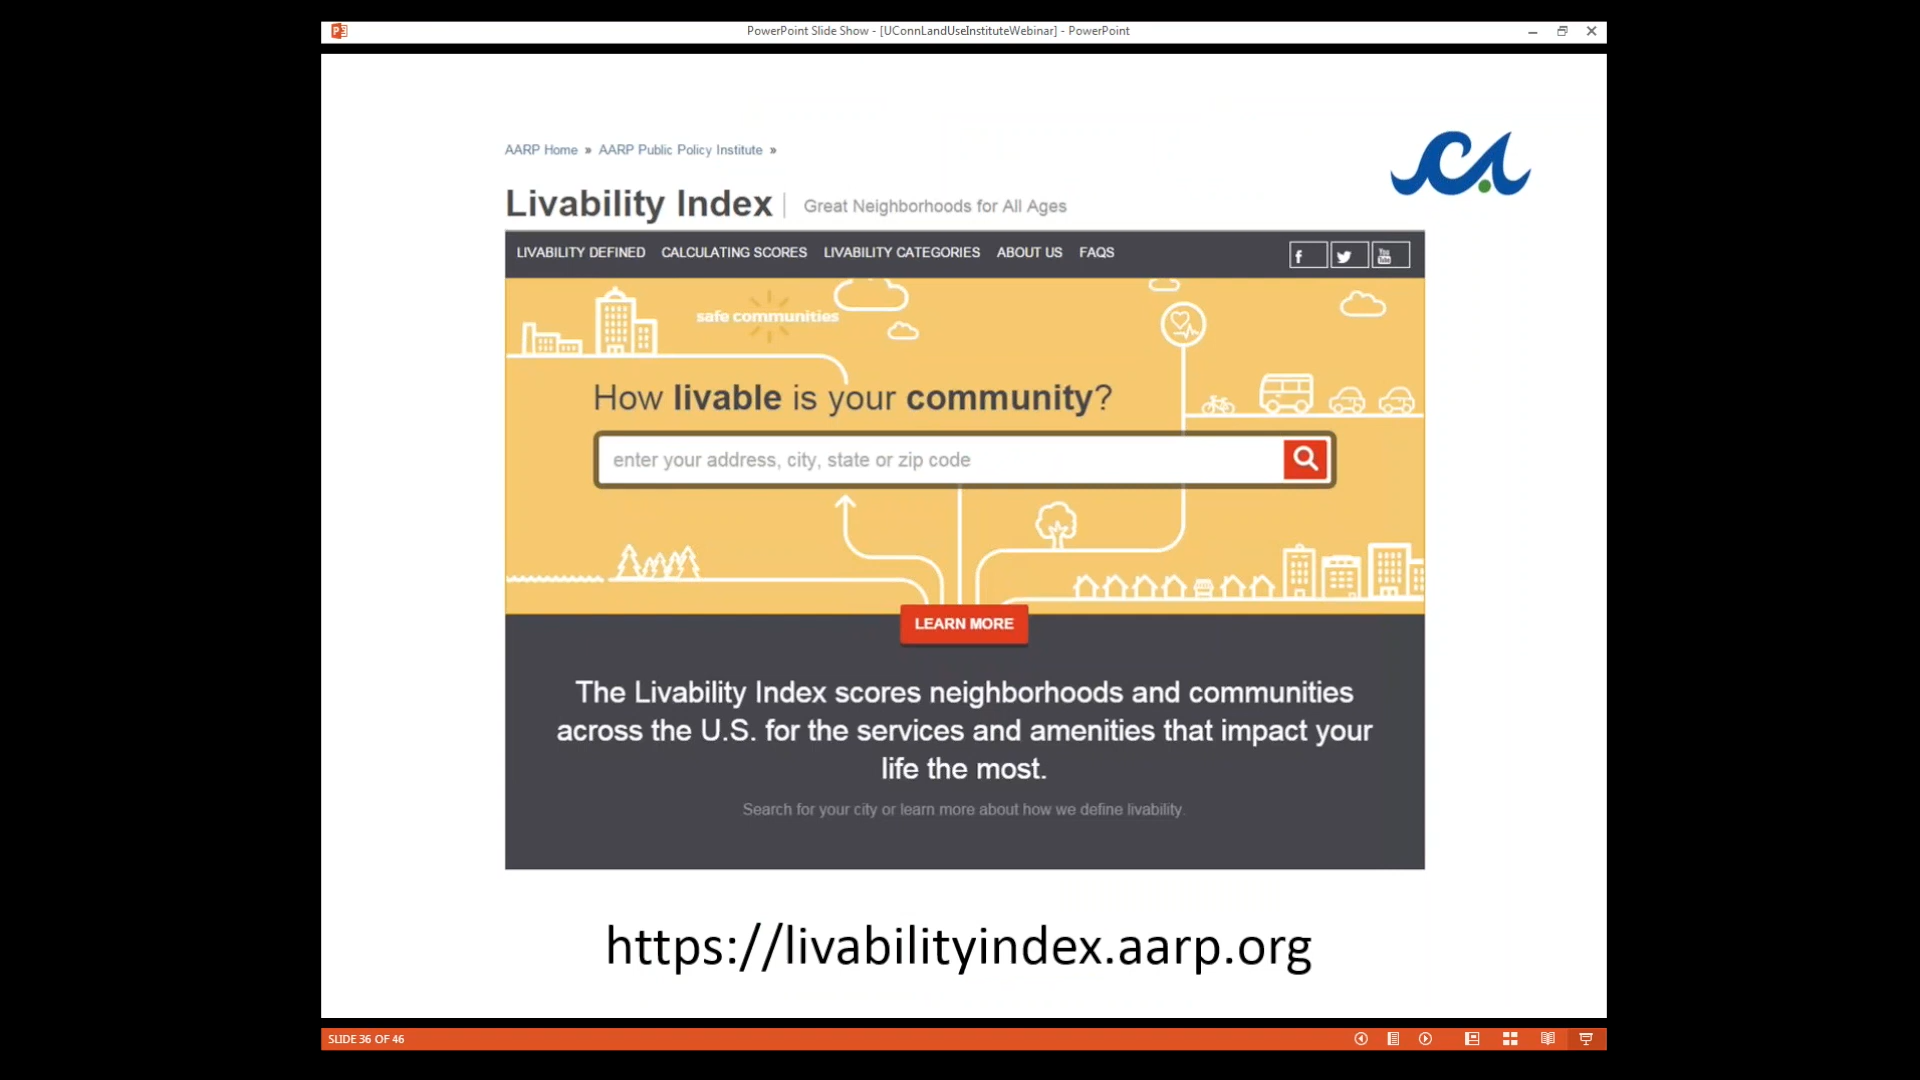 PowerPoint Slide Show - [UConnLandUseInstituteWebinar] - PowerPoint
AARP Home » AARP Public Policy Institute »
CA
Livability Index | Great Neighborhoods for All Ages
LIVABILITY DEFINED CALCULATING SCORES LIVABILITY CATEGORIES ABOUT US FAQS
You Tube
safe communities
How livable is your community?
enter your address, city, state or zip code
LEARN MORE
The Livability Index scores neighborhoods and communities
across the U.S. for the services and amenities that impact your
life the most.
Search for your city or learn more about how we define livability.
https://livabilityindex.aarp.org
SLIDE 36 OF 46